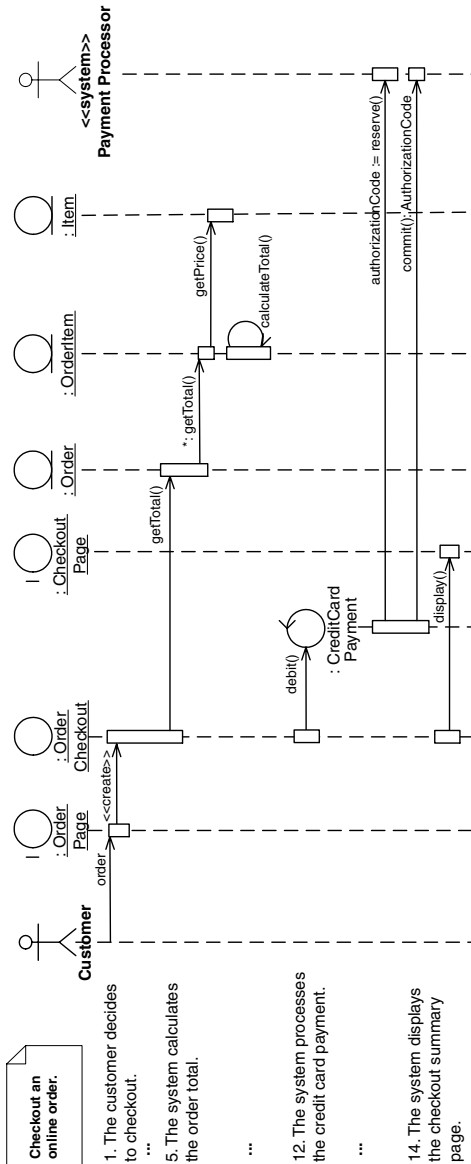 Checkout an
online order.
Customer
: Order
Page
: Order
Checkout
: Checkout
Page
: Order
: OrderItem
: Item
<<system>>
Payment Processor
1. The customer decides
to checkout.
...
order
<<create>>
5. The system calculates
the order total.
getTotal()
*: getTotal()
getPrice()
calculateTotal()
...
12. The system processes
the credit card payment.
debit()
: CreditCard
Payment
...
authorizationCode := reserve()
commit(): AuthorizationCode
14. The system displays
the checkout summary
page.
display()